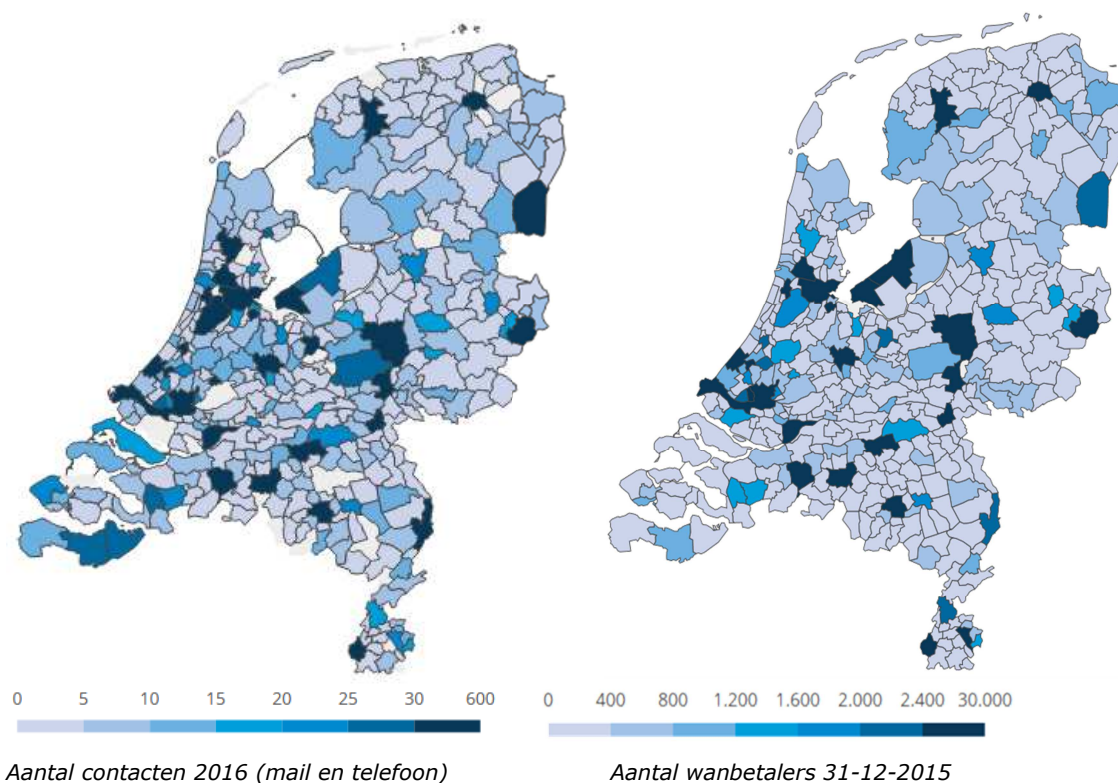 0 5 10 15 20 25 30 600
0 400 800 1.200 1.600 2.000 2.400 30.000
Aantal contacten 2016 (mail en telefoon)
Aantal wanbetalers 31-12-2015